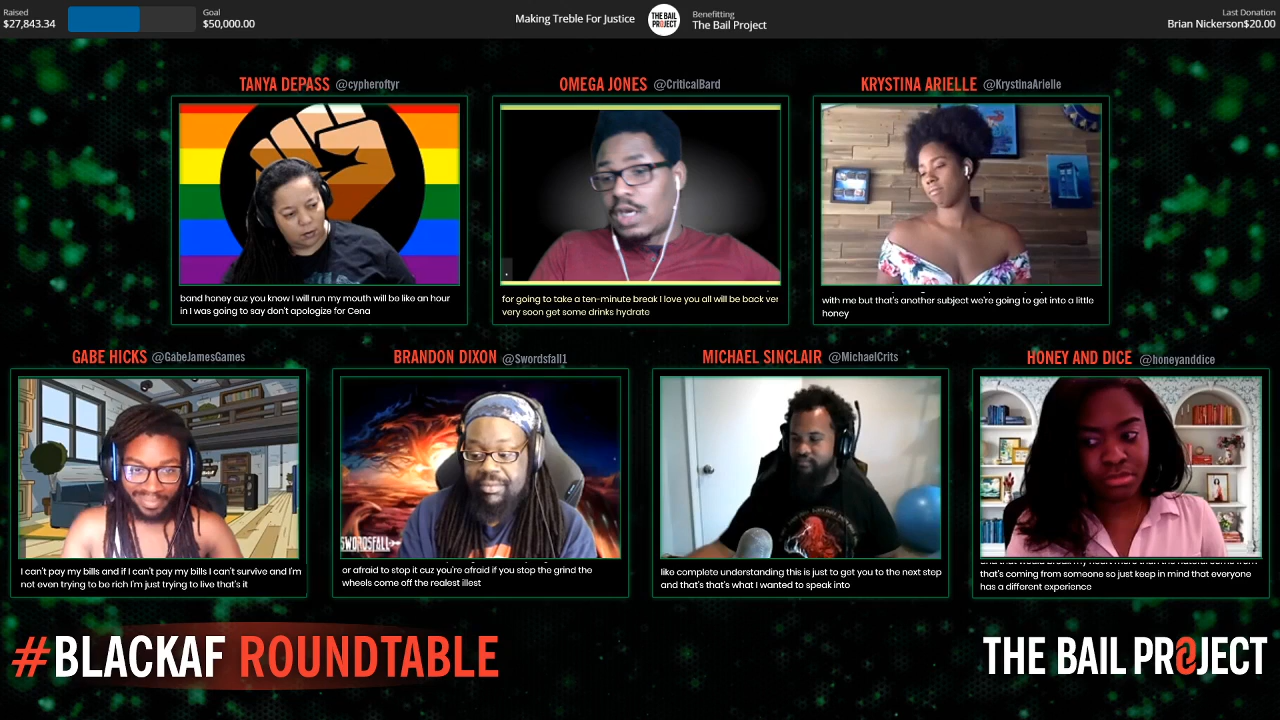 Raised
$27,843.34
Goal
$50,000.00
Making Treble For Justice
THE BAIL
PROJECT
Benefitting
The Bail Project
Last Donation
Brian Nickerson$20.00
TANYA DEPASS @cypheroftyr
OMEGA JONES @CriticalBard
KRYSTINA ARIELLE @KrystinaArielle
band honey cuz you know I will run my mouth will be like an hour
in I was going to say don't apologize for Cena
for going to take a ten-minute break I love you all will be back ver
very soon get some drinks hydrate
with me but that's another subject we're going to get into a little
honey
GABE HICKS @GabeJamesGames
BRANDON DIXON @Swordsfall1
MICHAEL SINCLAIR @MichaelCrits
HONEY AND DICE @honeyanddice
SWORDSFALL
I can't pay my bills and if I can't pay my bills I can't survive and I'm
not even trying to be rich I'm just trying to live that's it
or afraid to stop it cuz you're afraid if you stop the grind the
wheels come off the realest illest
like complete understanding this is just to get you to the next step
and that's that's what I wanted to speak into
that's coming from someone so just keep in mind that everyone
has a different experience
#BLACKAF ROUNDTABLE
THE BAIL PROJECT